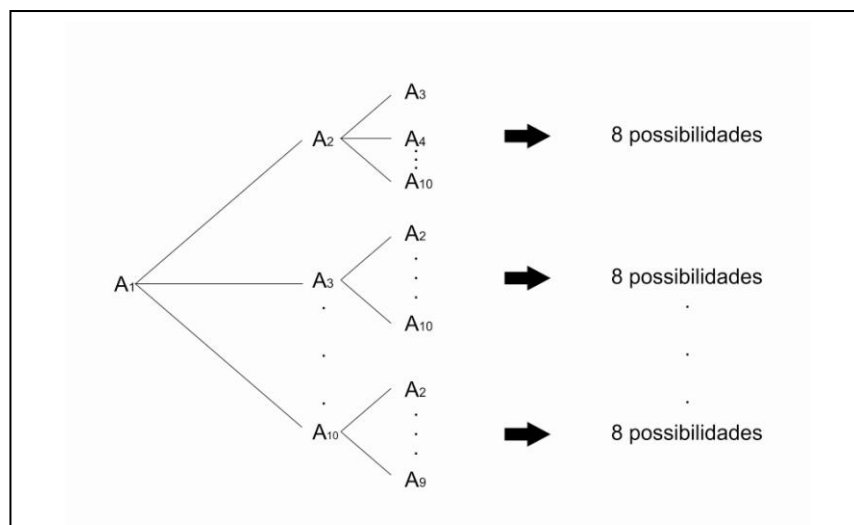 A3
A2 A4 8 possibilidades
A10
A2
A1 A3 8 possibilidades
A10
A2
A10 8 possibilidades
A9